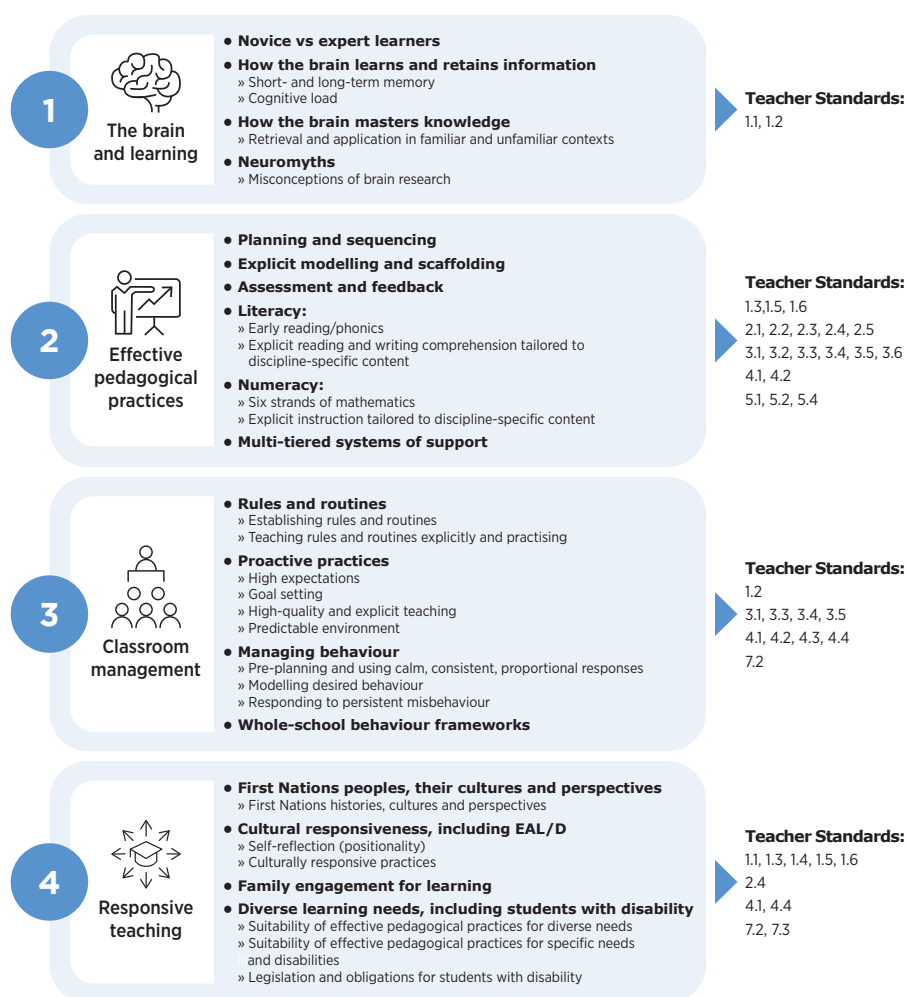 1
The brain
and learning
• Novice vs expert learners
• How the brain learns and retains information
» Short- and long-term memory
» Cognitive load
• How the brain masters knowledge
» Retrieval and application in familiar and unfamiliar contexts
• Neuromyths
» Misconceptions of brain research
Teacher Standards:
1.1, 1.2
2
Effective
pedagogical
practices
• Planning and sequencing
• Explicit modelling and scaffolding
• Assessment and feedback
• Literacy:
» Early reading/phonics
» Explicit reading and writing comprehension tailored to
discipline-specific content
• Numeracy:
» Six strands of mathematics
» Explicit instruction tailored to discipline-specific content
• Multi-tiered systems of support
Teacher Standards:
1.3,1.5, 1.6
2.1, 2.2, 2.3, 2.4, 2.5
3.1, 3.2, 3.3, 3.4, 3.5, 3.6
4.1, 4.2
5.1, 5.2, 5.4
3
Classroom
management
• Rules and routines
» Establishing rules and routines
» Teaching rules and routines explicitly and practising
• Proactive practices
» High expectations
» Goal setting
» High-quality and explicit teaching
» Predictable environment
• Managing behaviour
» Pre-planning and using calm, consistent, proportional responses
» Modelling desired behaviour
» Responding to persistent misbehaviour
• Whole-school behaviour frameworks
Teacher Standards:
1.2
3.1, 3.3, 3.4, 3.5
4.1, 4.2, 4.3, 4.4
7.2
4
Responsive
teaching
• First Nations peoples, their cultures and perspectives
» First Nations histories, cultures and perspectives
• Cultural responsiveness, including EAL/D
» Self-reflection (positionality)
» Culturally responsive practices
• Family engagement for learning
• Diverse learning needs, including students with disability
» Suitability of effective pedagogical practices for diverse needs
» Suitability of effective pedagogical practices for specific needs
and disabilities
» Legislation and obligations for students with disability
Teacher Standards:
1.1, 1.3, 1.4, 1.5, 1.6
2.4
4.1, 4.4
7.2, 7.3